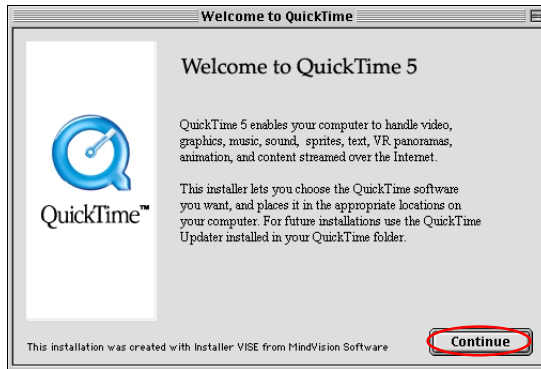 Welcome to QuickTime
Welcome to QuickTime 5
QuickTime 5 enables your computer to handle video,
graphics, music, sound, sprites, text, VR panoramas,
animation, and content streamed over the Internet.
This installer lets you choose the QuickTime software
you want, and places it in the appropriate locations on
your computer. For future installations use the QuickTime
Updater installed in your QuickTime folder.
QuickTime™
This installation was created with Installer VISE from MindVision Software
Continue